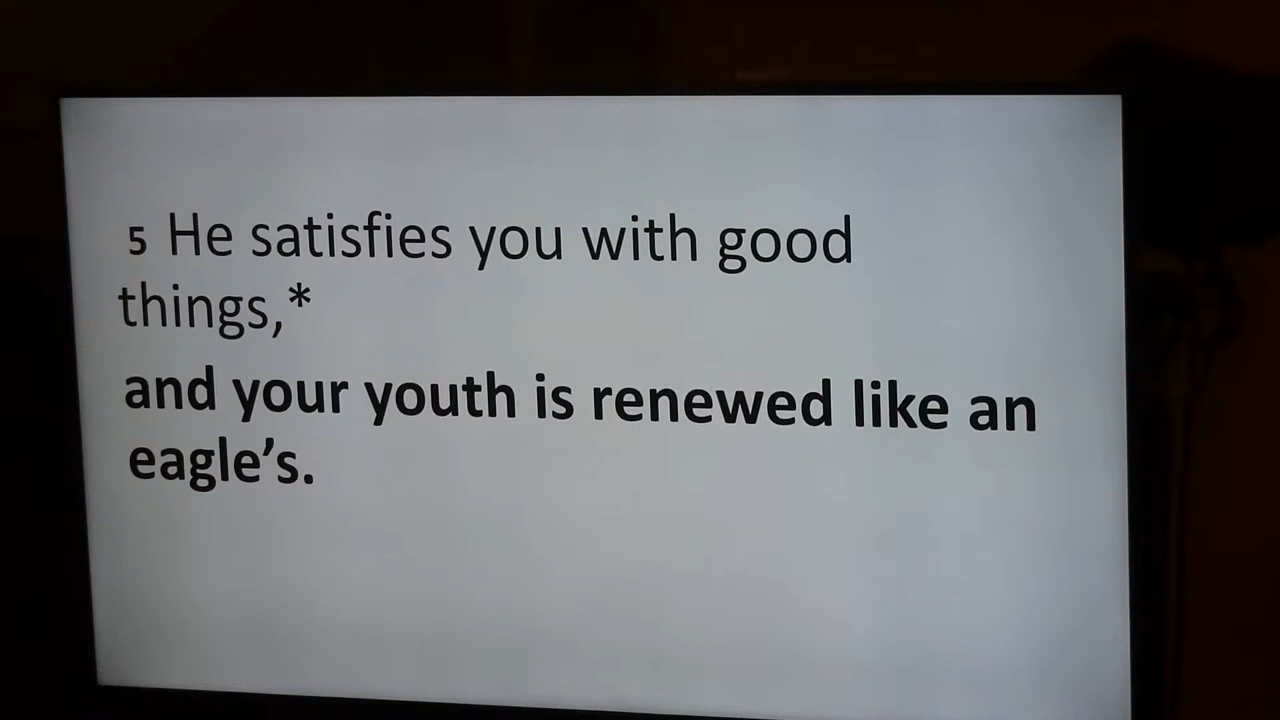 5 He satisfies you with good
things,*
and your youth is renewed like an
eagle’s.